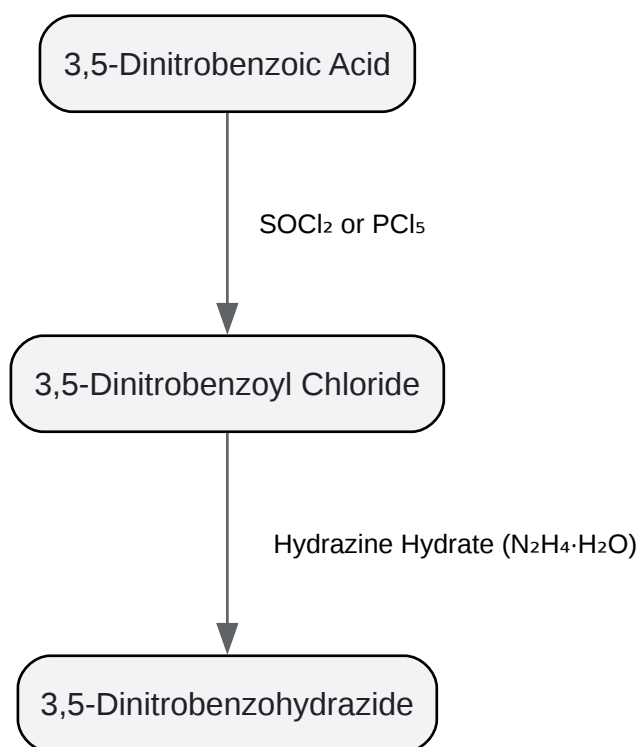 3,5-Dinitrobenzoic Acid
SOCl₂ or PCl₅
3,5-Dinitrobenzoyl Chloride
Hydrazine Hydrate (N₂H₄·H₂O)
3,5-Dinitrobenzohydrazide